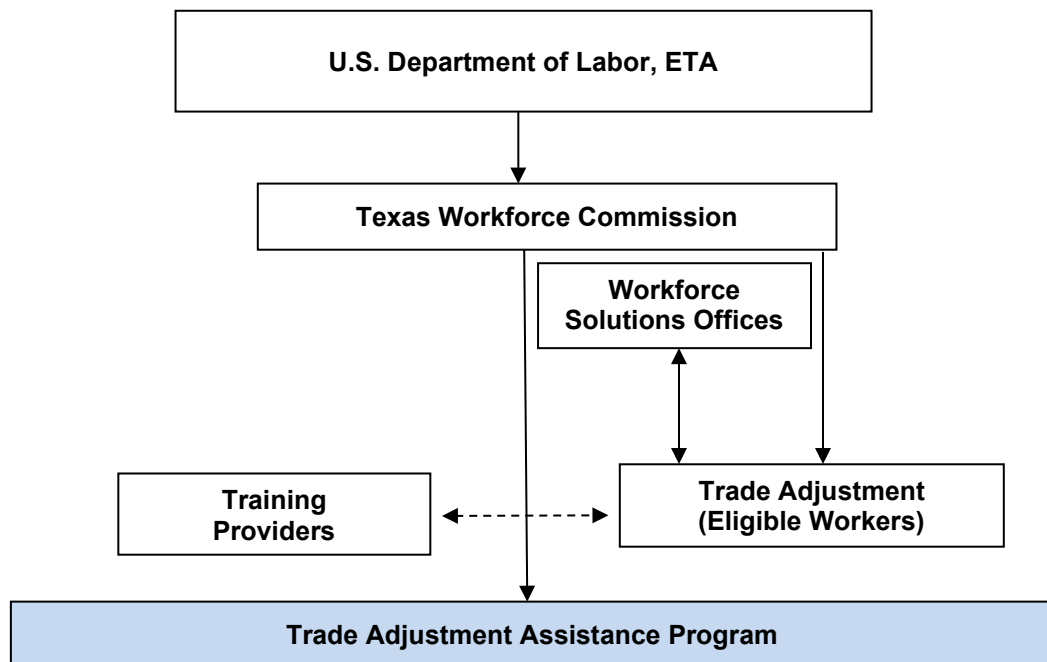 U.S. Department of Labor, ETA
Texas Workforce Commission
Workforce
Solutions Offices
Training
Providers
Trade Adjustment
(Eligible Workers)
Trade Adjustment Assistance Program